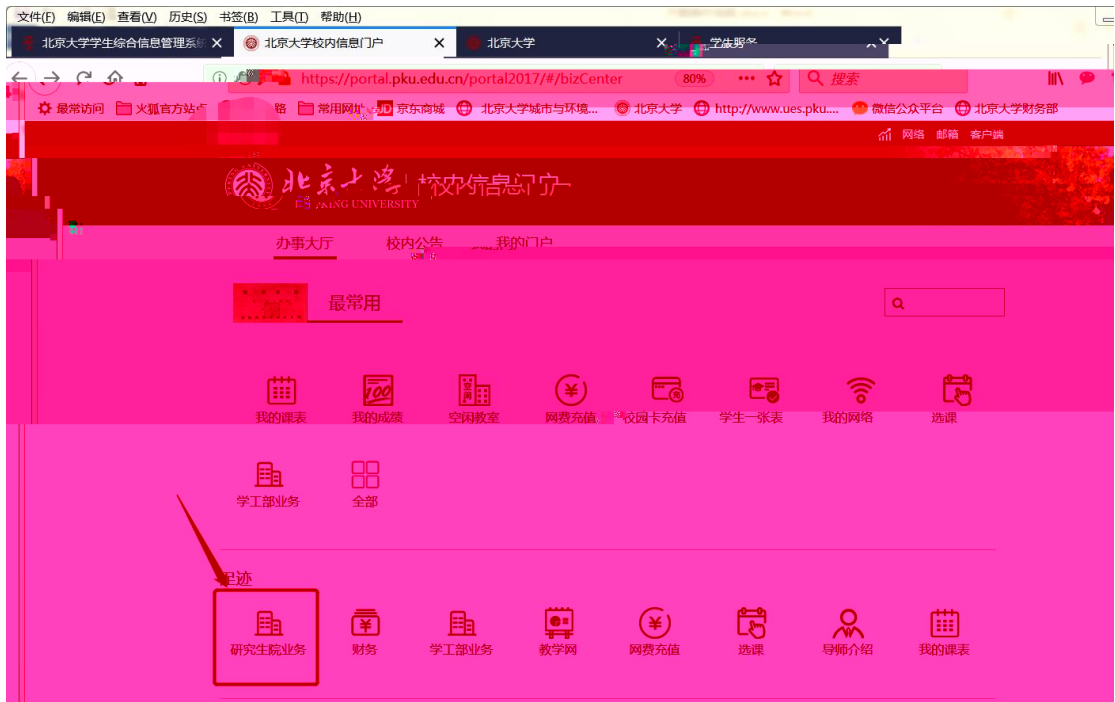 文件(F) 编辑(E) 查看(V) 历史(S) 书签(B) 工具(T) 帮助(H)
北京大学学生综合信息管理系统 北京大学校内信息门户 北京大学
https://portal.pku.edu.cn/portal2017/#/bizCenter 80% 搜索
最常访问 火狐官方站点 常用网址 JD 京东商城 北京大学城市与环境... 北京大学 http://www.ues.pku.... 微信公众平台 北京大学财务部
网络 邮箱 客户端
北京大学 校内信息门户
PEKING UNIVERSITY
办事大厅 校内公告 我的门户
最常用
我的课表 我的成绩 空闲教室 网费充值 校园卡充值 学生一张表 我的网络 选课
学工部业务 全部
足迹
研究生院业务 财务 学工部业务 教学网 网费充值 选课 导师介绍 我的课表